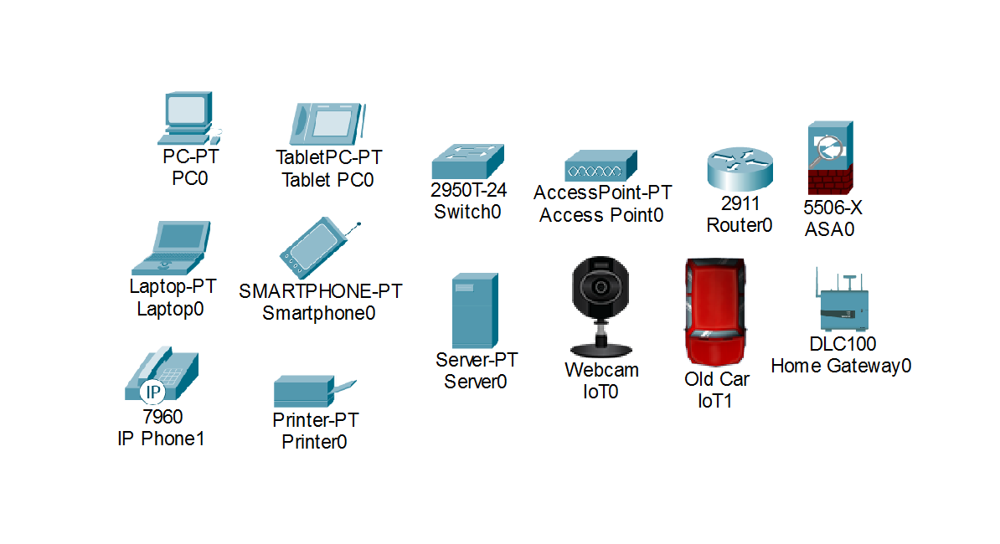 PC-PT
PC0
TabletPC-PT
Tablet PC0
2950T-24
Switch0
AccessPoint-PT
Access Point0
2911
Router0
5506-X
ASA0
Laptop-PT
Laptop0
SMARTPHONE-PT
Smartphone0
Server-PT
Server0
Webcam
IoT0
Old Car
IoT1
DLC100
Home Gateway0
IP
7960
IP Phone1
Printer-PT
Printer0